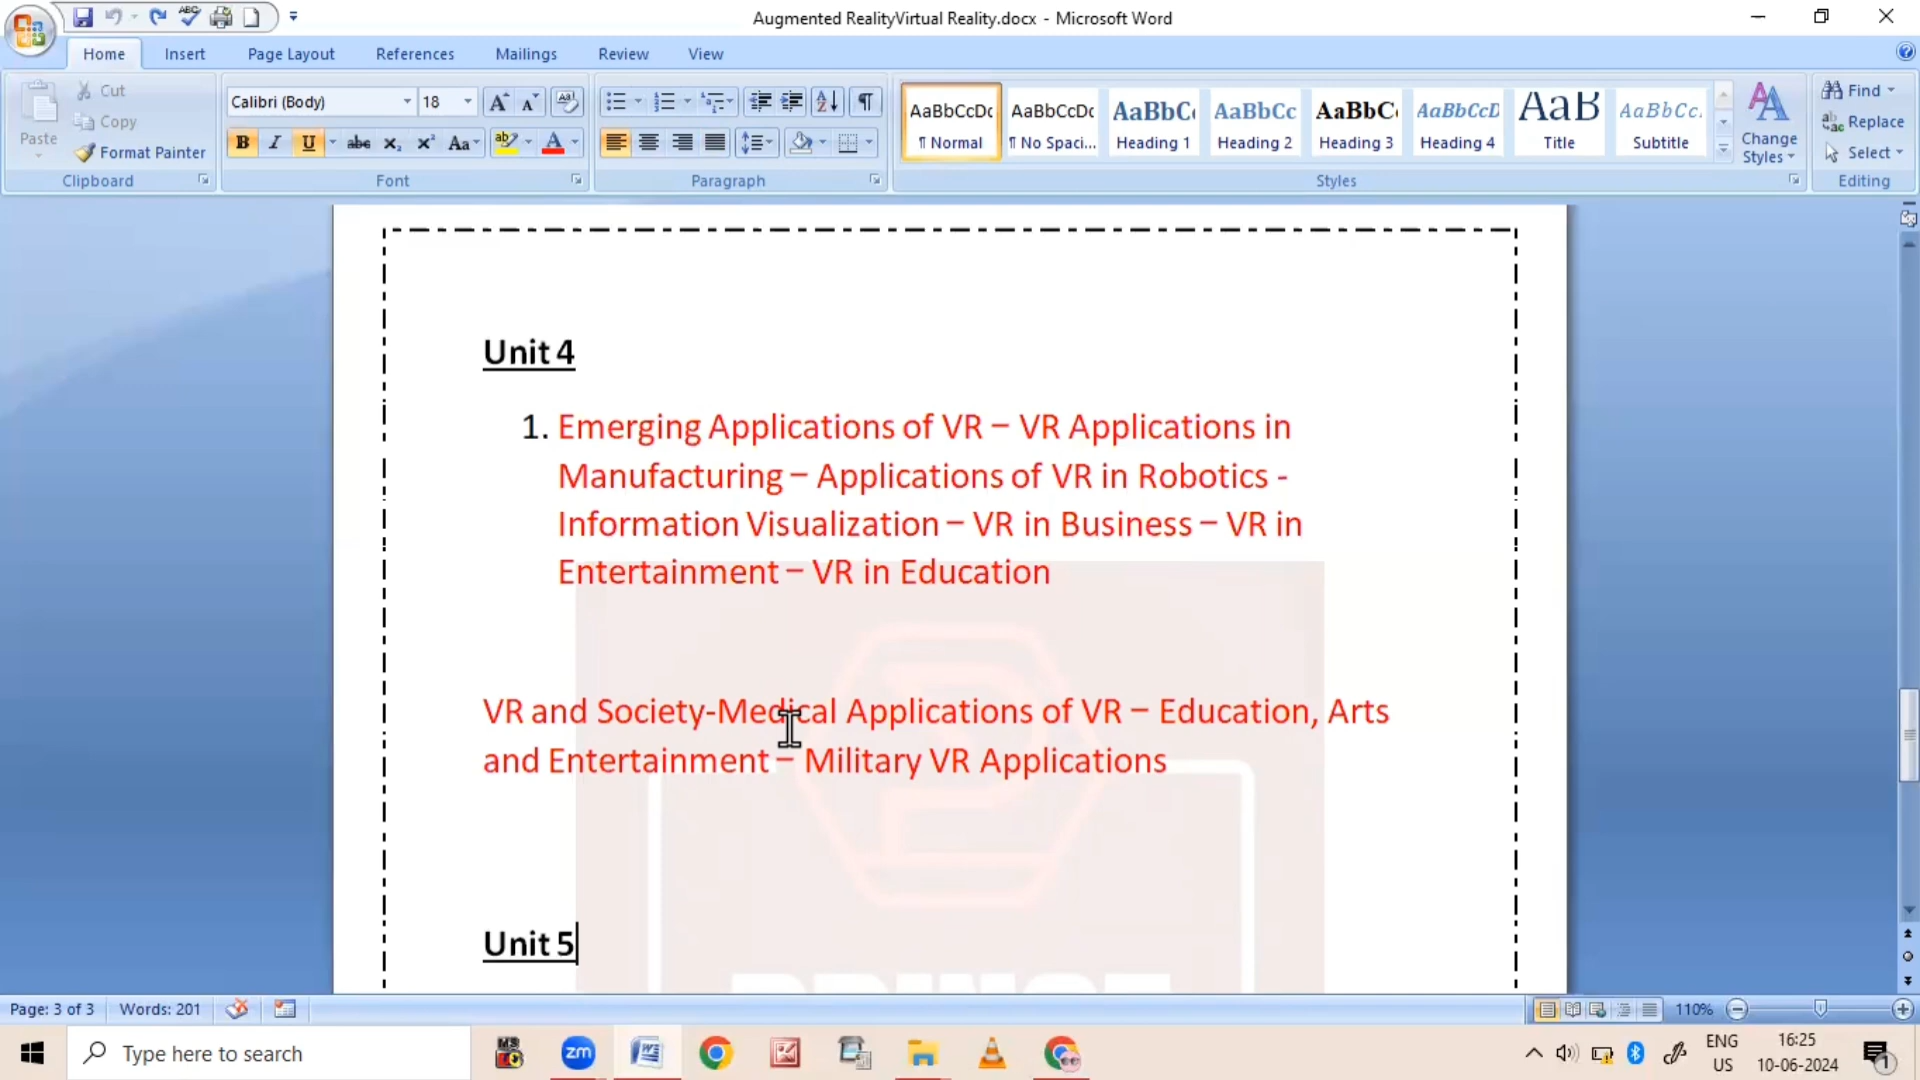 Augmented RealityVirtual Reality.docx - Microsoft Word
Home Insert Page Layout References Mailings Review View
Paste
Cut
Copy
Format Painter
Clipboard
Calibri (Body) 18
Font
Paragraph
AaBbCcDc AaBbCcDc AaBbC AaBbCc AaBbC AaBbCcD AaB AaBbCc.
¶ Normal ¶ No Spaci... Heading 1 Heading 2 Heading 3 Heading 4 Title Subtitle
Change Styles
Styles
Find
Replace
Select
Editing
Unit 4
1. Emerging Applications of VR – VR Applications in
Manufacturing – Applications of VR in Robotics -
Information Visualization – VR in Business – VR in
Entertainment – VR in Education
VR and Society-Medical Applications of VR – Education, Arts
and Entertainment – Military VR Applications
Unit 5
PRINCE
Page: 3 of 3 Words: 201
110%
Type here to search
ENG
US
16:25
10-06-2024